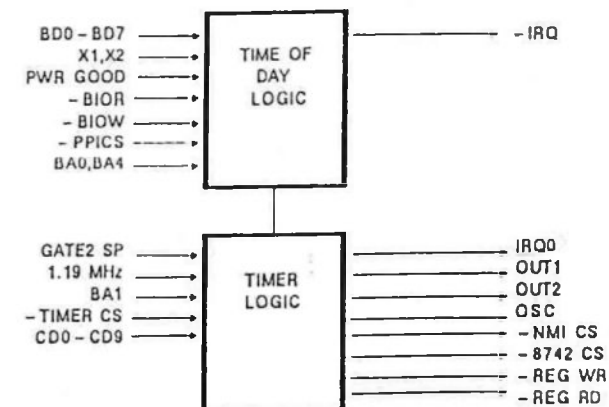 BD0 - BD7
X1,X2
PWR GOOD
- BIOR
- BIOW
- PPICS
BA0,BA4
TIME OF
DAY
LOGIC
- IRQ
GATE2 SP
1.19 MHz
BA1
- TIMER CS
CD0 - CD9
TIMER
LOGIC
IRQ0
OUT1
OUT2
OSC
- NMI CS
- 8742 CS
- REG WR
- REG RD